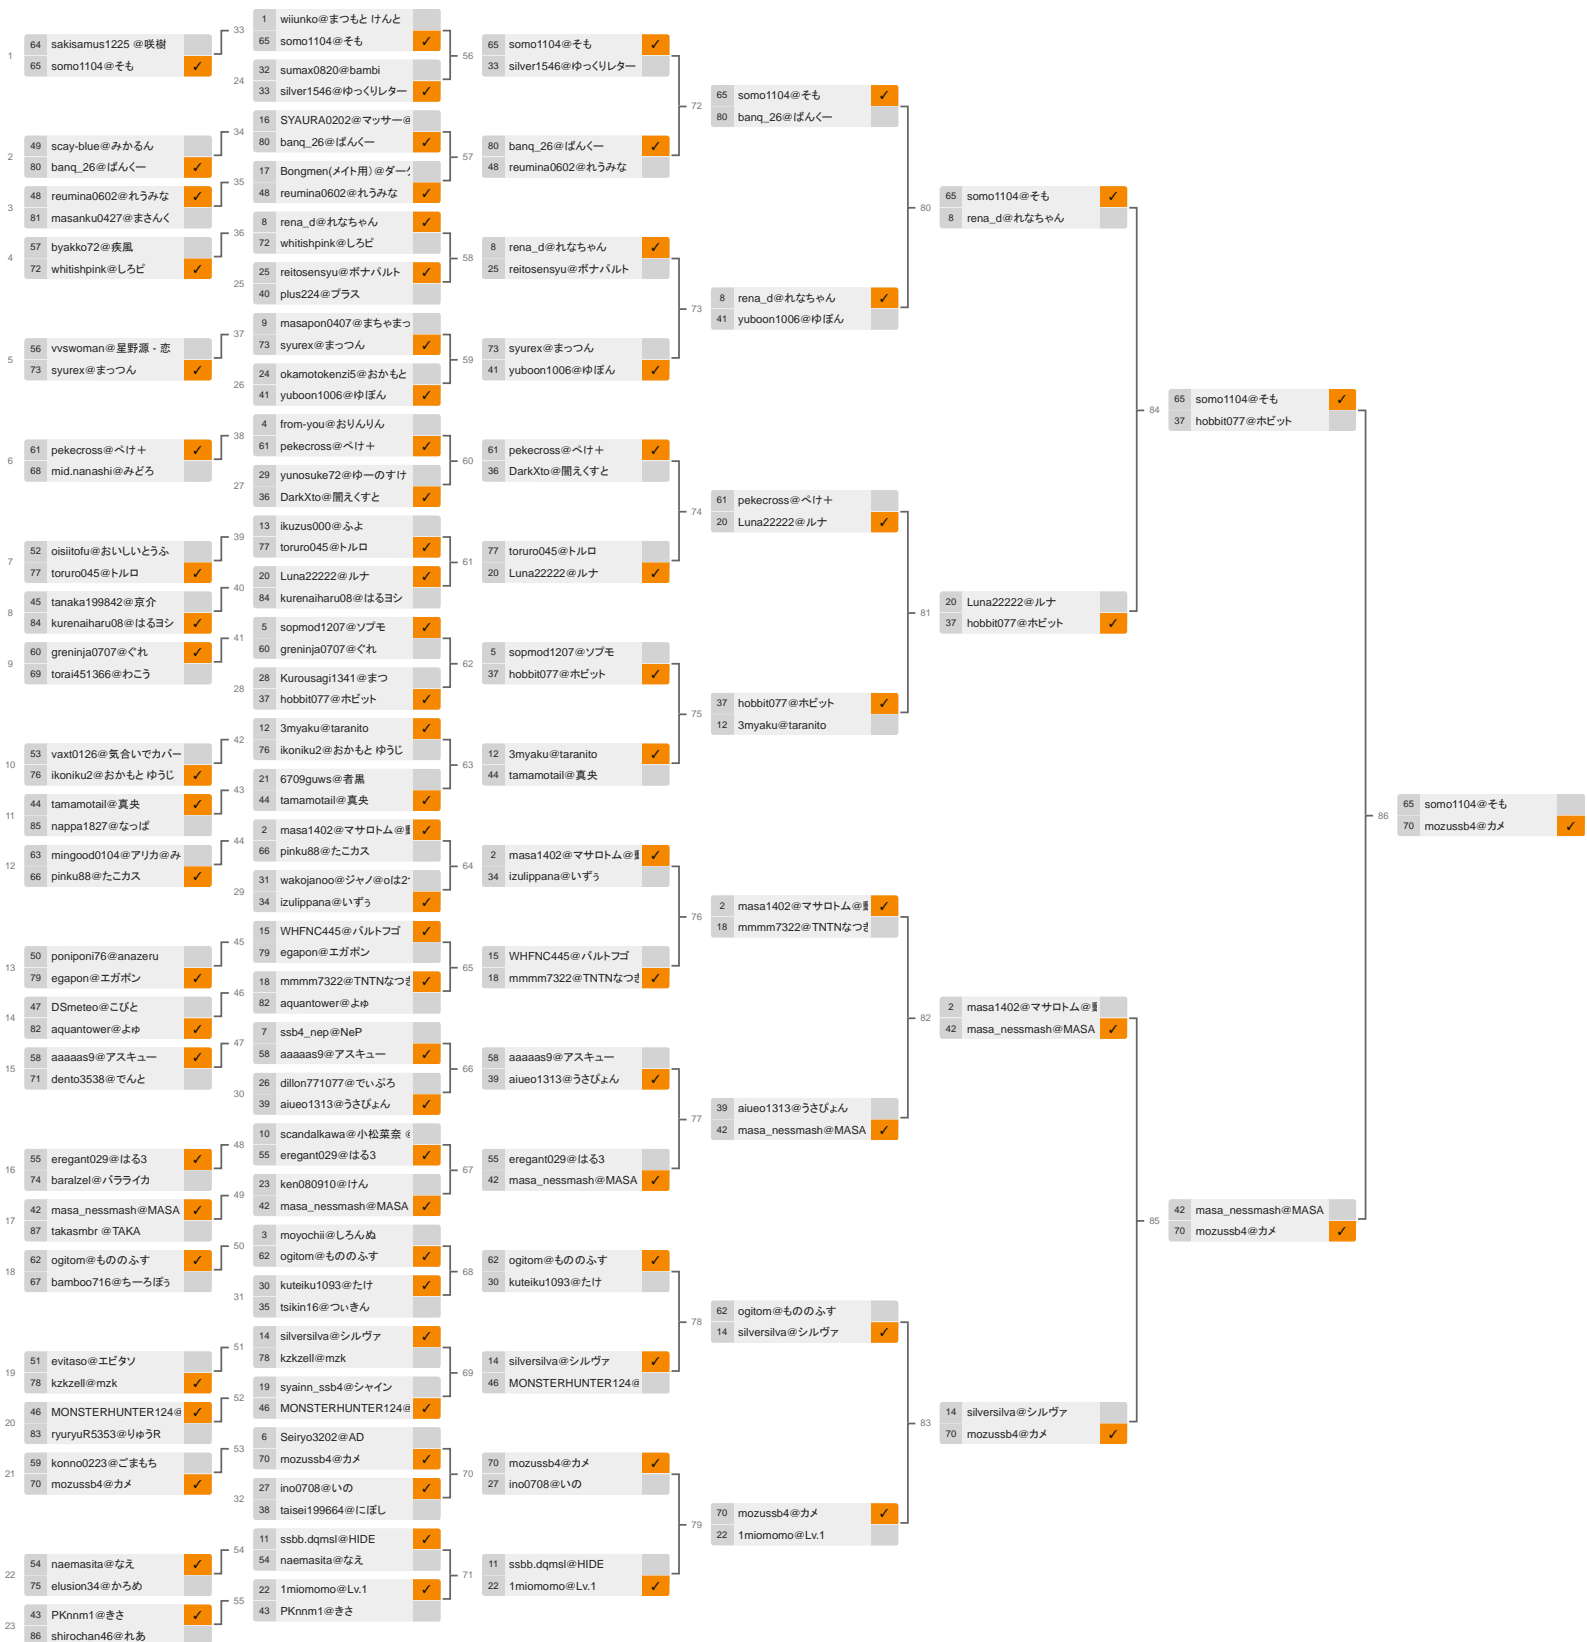 1
64 sakisamus1225 @咲樹
65 somo1104@そも
2
49 scay-blue@みかるん
80 banq_26@ばんくー
3
48 reumina0602@れうみな
81 masanku0427@まさんく
4
57 byakko72@疾風
72 whitishpink@しろピ
5
56 vvswoman@星野源 - 恋
73 syurex@まっつん
6
61 pekecross@ぺけ＋
68 mid.nanashi@みどろ
7
52 oisiitofu@おいしいとうふ
77 toruro045@トルロ
8
45 tanaka199842@京介
84 kurenaiharu08@はるヨシ
9
60 greninja0707@ぐれ
69 torai451366@わこう
10
53 vaxt0126@気合いでカバー
76 ikoniku2@おかもと ゆうじ
11
44 tamamotail@真央
85 nappa1827@なっぱ
12
63 mingood0104@アリカ@み
66 pinku88@たこカス
13
50 poniponi76@anazeru
79 egapon@エガポン
14
47 DSmeteo@こびと
82 aquantower@よゅ
15
58 aaaaas9@アスキュー
71 dento3538@でんと
16
55 eregant029@はる3
74 baralzel@バラライカ
17
42 masa_nessmash@MASA
87 takasmbr @TAKA
18
62 ogitom@もののふす
67 bamboo716@ちーろぽぅ
19
51 evitaso@エビタソ
78 kzkzell@mzk
20
46 MONSTERHUNTER124@
83 ryuryuR5353@りゅうR
21
59 konno0223@ごまもち
70 mozussb4@カメ
22
54 naemasita@なえ
75 elusion34@かろめ
23
43 PKnnm1@きさ
86 shirochan46@れあ
33
1 wiiunko@まつもと けんと
65 somo1104@そも
24
32 sumax0820@bambi
33 silver1546@ゆっくりレター
34
16 SYAURA0202@マッサー@
80 banq_26@ばんくー
35
17 Bongmen(メイト用)@ダー
48 reumina0602@れうみな
36
8 rena_d@れなちゃん
72 whitishpink@しろピ
25
25 reitosensyu@ボナパルト
40 plus224@プラス
37
9 masapon0407@まちゃまっ
73 syurex@まっつん
26
24 okamotokenzi5@おかもと
41 yuboon1006@ゆぼん
38
4 from-you@おりんりん
61 pekecross@ぺけ＋
27
29 yunosuke72@ゆーのすけ
36 DarkXto@闇えくすと
39
13 ikuzus000@ふよ
77 toruro045@トルロ
40
20 Luna22222@ルナ
84 kurenaiharu08@はるヨシ
41
5 sopmod1207@ソプモ
60 greninja0707@ぐれ
28
28 Kurousagi1341@まつ
37 hobbit077@ホビット
42
12 3myaku@taranito
76 ikoniku2@おかもと ゆうじ
43
21 6709guws@者黒
44 tamamotail@真央
44
2 masa1402@マサロトム@
66 pinku88@たこカス
29
31 wakojanoo@ジャノ@oは2
34 izulippana@いずぅ
45
15 WHFNC445@バルトフゴ
79 egapon@エガポン
46
18 mmmm7322@TNTNなつき
82 aquantower@よゅ
47
7 ssb4_nep@NeP
58 aaaaas9@アスキュー
30
26 dillon771077@でぃぶろ
39 aiueo1313@うさぴょん
48
10 scandalkawa@小松菜奈
55 eregant029@はる3
49
23 ken080910@けん
42 masa_nessmash@MASA
50
3 moyochii@しろんぬ
62 ogitom@もののふす
31
30 kuteiku1093@たけ
35 tsikin16@つぃきん
51
14 silversilva@シルヴァ
78 kzkzell@mzk
52
19 syainn_ssb4@シャイン
46 MONSTERHUNTER124@
53
6 Seiryo3202@AD
70 mozussb4@カメ
32
27 ino0708@いの
38 taisei199664@にぼし
54
11 ssbb.dqmsl@HIDE
54 naemasita@なえ
55
22 1miomomo@Lv.1
43 PKnnm1@きさ
56
65 somo1104@そも
33 silver1546@ゆっくりレター
57
80 banq_26@ばんくー
48 reumina0602@れうみな
58
8 rena_d@れなちゃん
25 reitosensyu@ボナパルト
59
73 syurex@まっつん
41 yuboon1006@ゆぼん
60
61 pekecross@ぺけ＋
36 DarkXto@闇えくすと
61
77 toruro045@トルロ
20 Luna22222@ルナ
62
5 sopmod1207@ソプモ
37 hobbit077@ホビット
63
12 3myaku@taranito
44 tamamotail@真央
64
2 masa1402@マサロトム@
34 izulippana@いずぅ
65
15 WHFNC445@バルトフゴ
18 mmmm7322@TNTNなつき
66
58 aaaaas9@アスキュー
39 aiueo1313@うさぴょん
67
55 eregant029@はる3
42 masa_nessmash@MASA
68
62 ogitom@もののふす
30 kuteiku1093@たけ
69
14 silversilva@シルヴァ
46 MONSTERHUNTER124@
70
70 mozussb4@カメ
27 ino0708@いの
71
11 ssbb.dqmsl@HIDE
22 1miomomo@Lv.1
72
65 somo1104@そも
80 banq_26@ばんくー
73
8 rena_d@れなちゃん
41 yuboon1006@ゆぼん
74
61 pekecross@ぺけ＋
20 Luna22222@ルナ
75
37 hobbit077@ホビット
12 3myaku@taranito
76
2 masa1402@マサロトム@
18 mmmm7322@TNTNなつき
77
39 aiueo1313@うさぴょん
42 masa_nessmash@MASA
78
62 ogitom@もののふす
14 silversilva@シルヴァ
79
70 mozussb4@カメ
22 1miomomo@Lv.1
80
65 somo1104@そも
8 rena_d@れなちゃん
81
20 Luna22222@ルナ
37 hobbit077@ホビット
82
2 masa1402@マサロトム@
42 masa_nessmash@MASA
83
14 silversilva@シルヴァ
70 mozussb4@カメ
84
65 somo1104@そも
37 hobbit077@ホビット
85
42 masa_nessmash@MASA
70 mozussb4@カメ
86
65 somo1104@そも
70 mozussb4@カメ